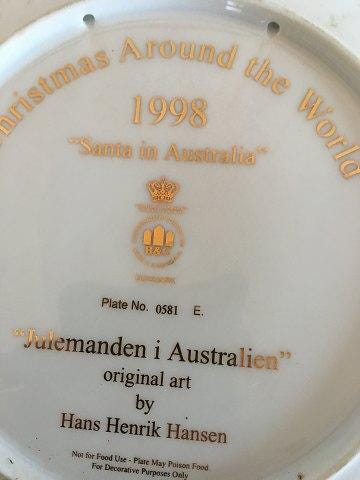 Christmas Around the World
1998
"Santa in Australia"
B&G
DENMARK
Plate No. 0581 E.
"Julemanden i Australien"
original art
by
Hans Henrik Hansen
Not for Food Use - Plate May Poison Food
For Decorative Purposes Only